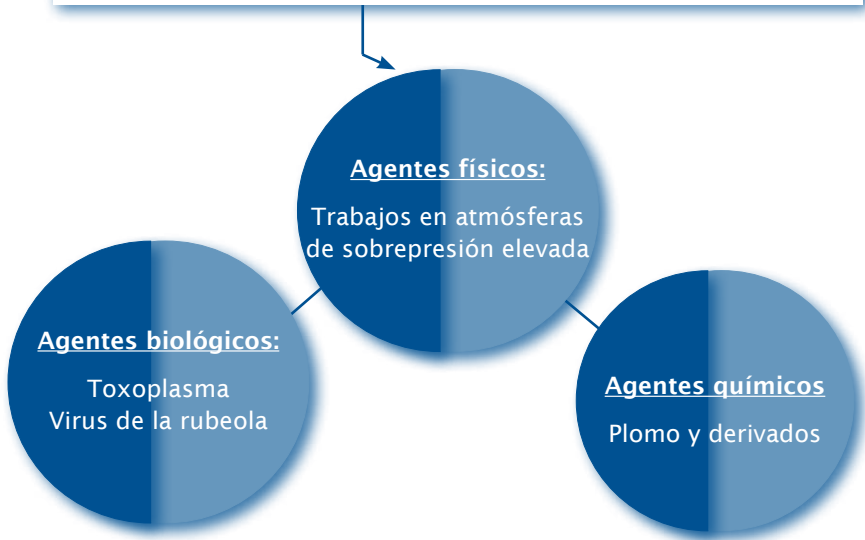 Agentes físicos:
Trabajos en atmósferas
de sobrepresión elevada
Agentes biológicos:
Toxoplasma
Virus de la rubeola
Agentes químicos
Plomo y derivados